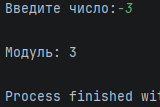 Введите число:-3
Модуль: 3
Process finished wit